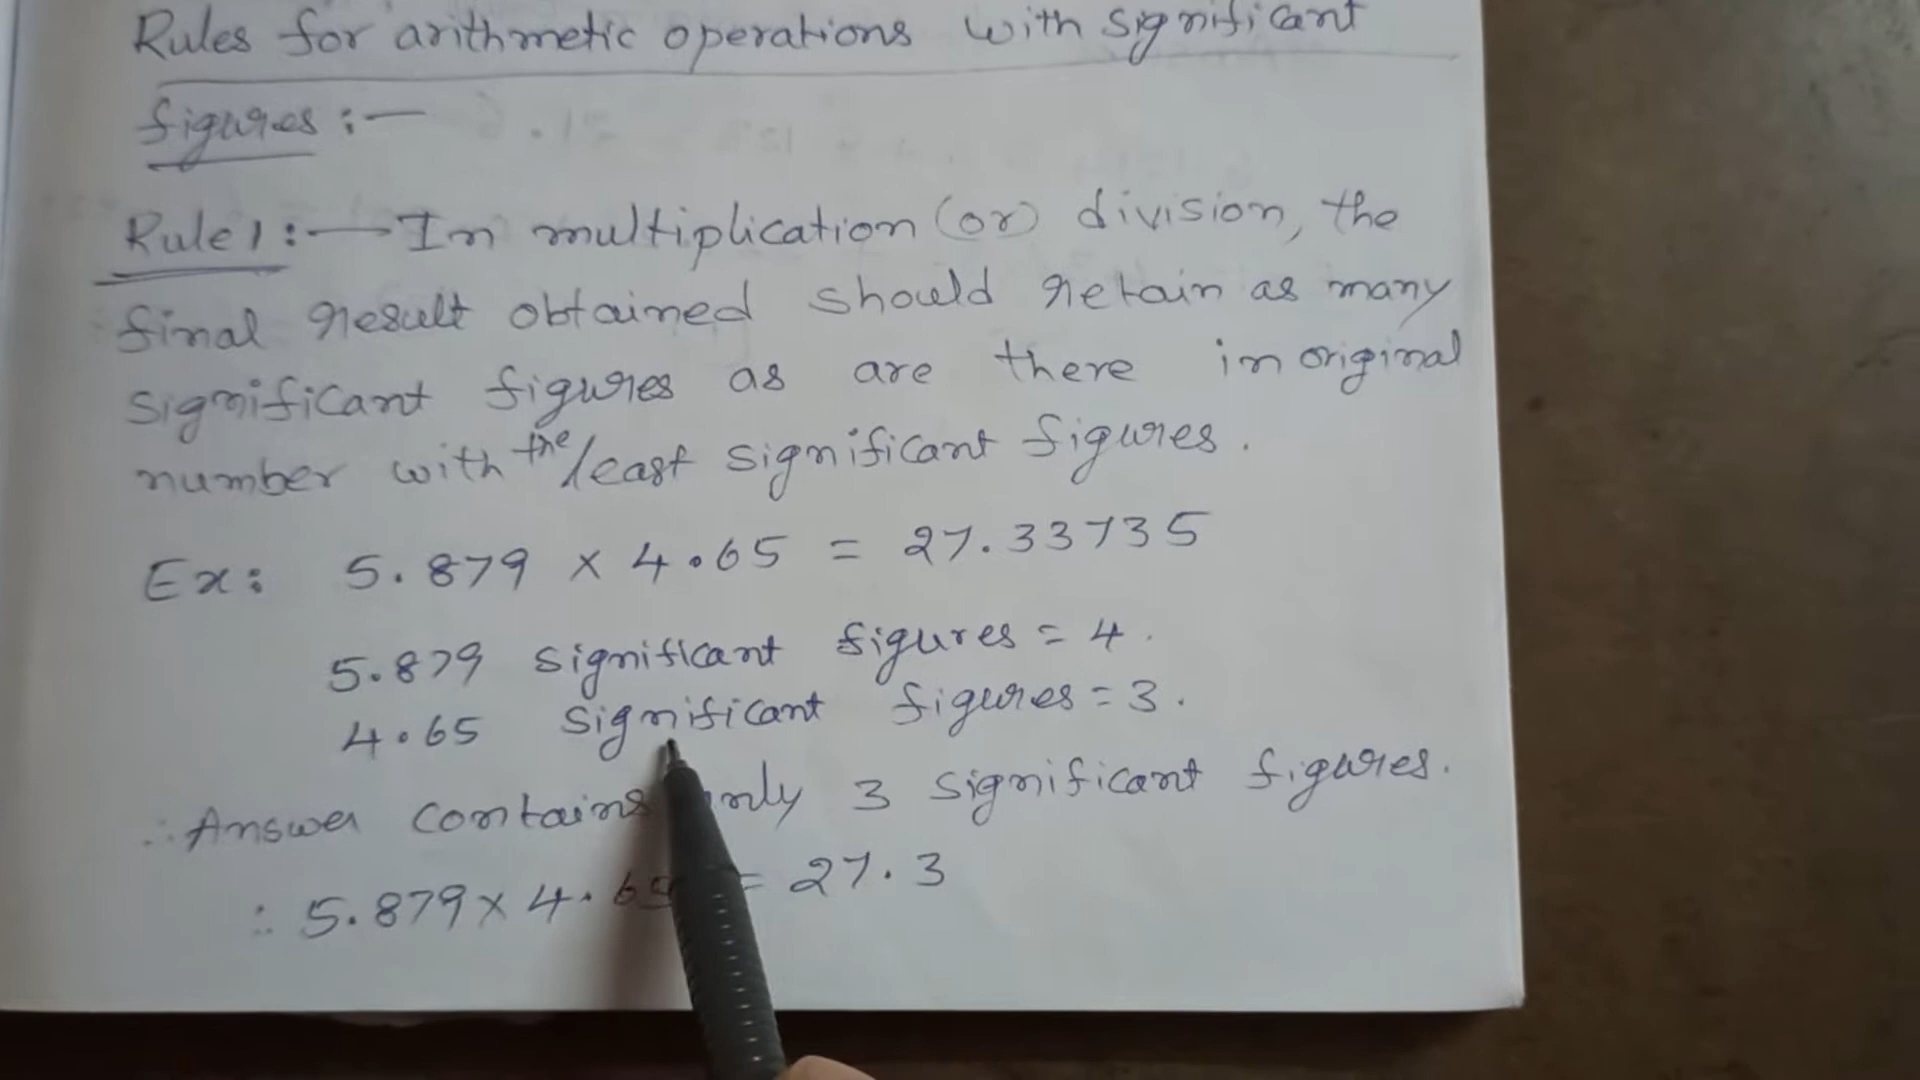 Rules for arithmetic operations with significant
figures :-
Rule 1 :- In multiplication (or) division, the
final result obtained should retain as many
significant figures as are there in original
number with the least significant figures.
Ex: 5.879 × 4.65 = 27.33735
5.879 significant figures = 4.
4.65 significant figures = 3.
∴ Answer contains only 3 significant figures.
∴ 5.879 × 4.65 = 27.3